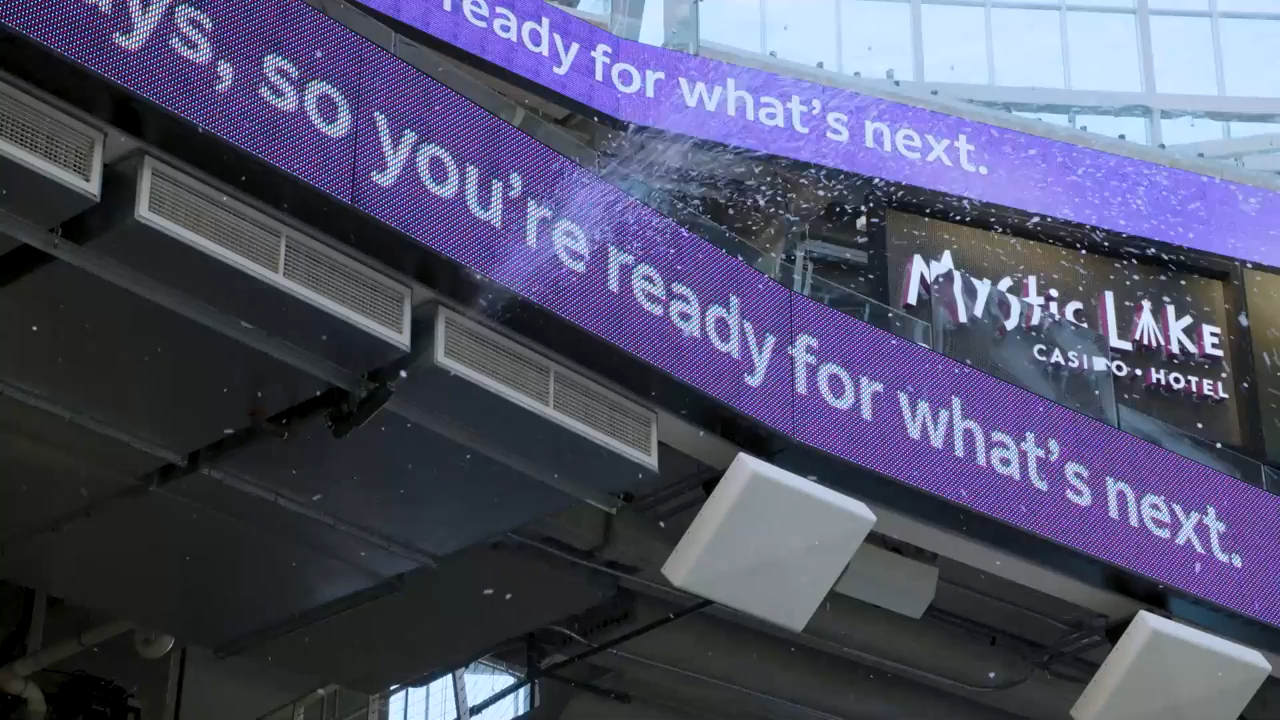 ready for what's next.
ys, so you're ready for what's next.
Mystic Lake
CASINO • HOTEL